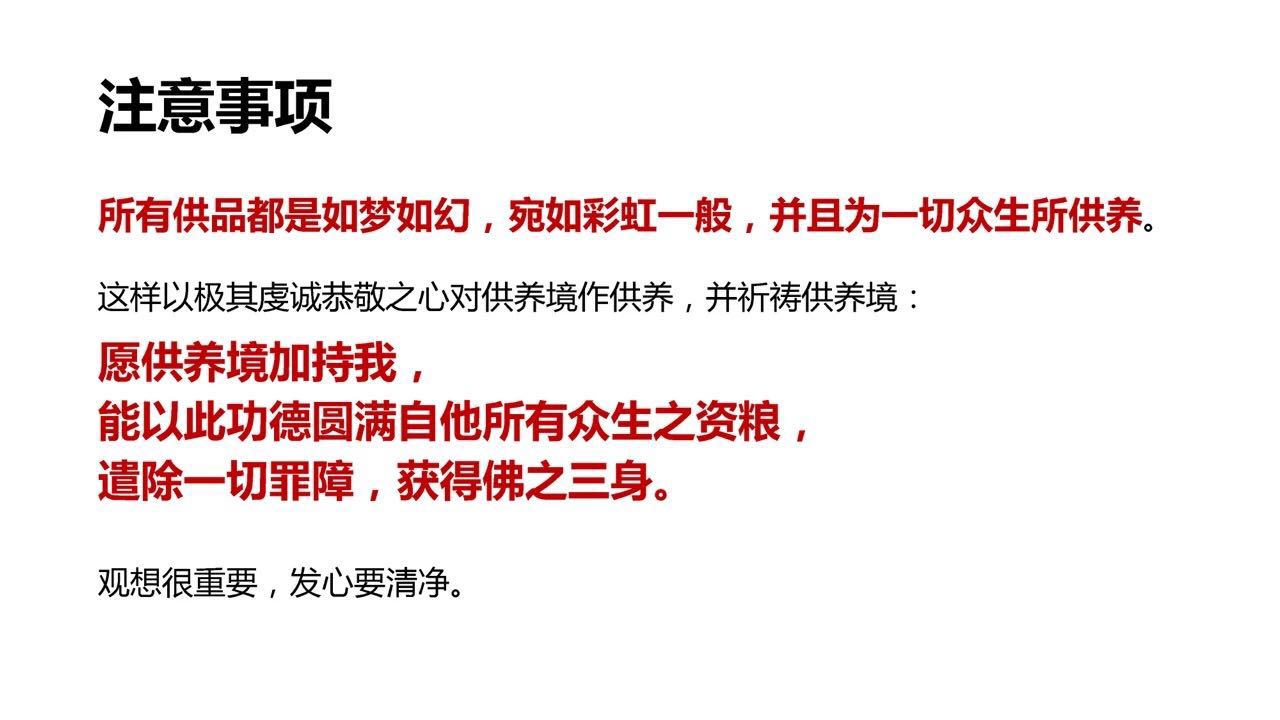 注意事项
所有供品都是如梦如幻，宛如彩虹一般，并且为一切众生所供养。
这样以极其虔诚恭敬之心对供养境作供养，并祈祷供养境：
愿供养境加持我，
能以此功德圆满自他所有众生之资粮，
遣除一切罪障，获得佛之三身。
观想很重要，发心要清净。